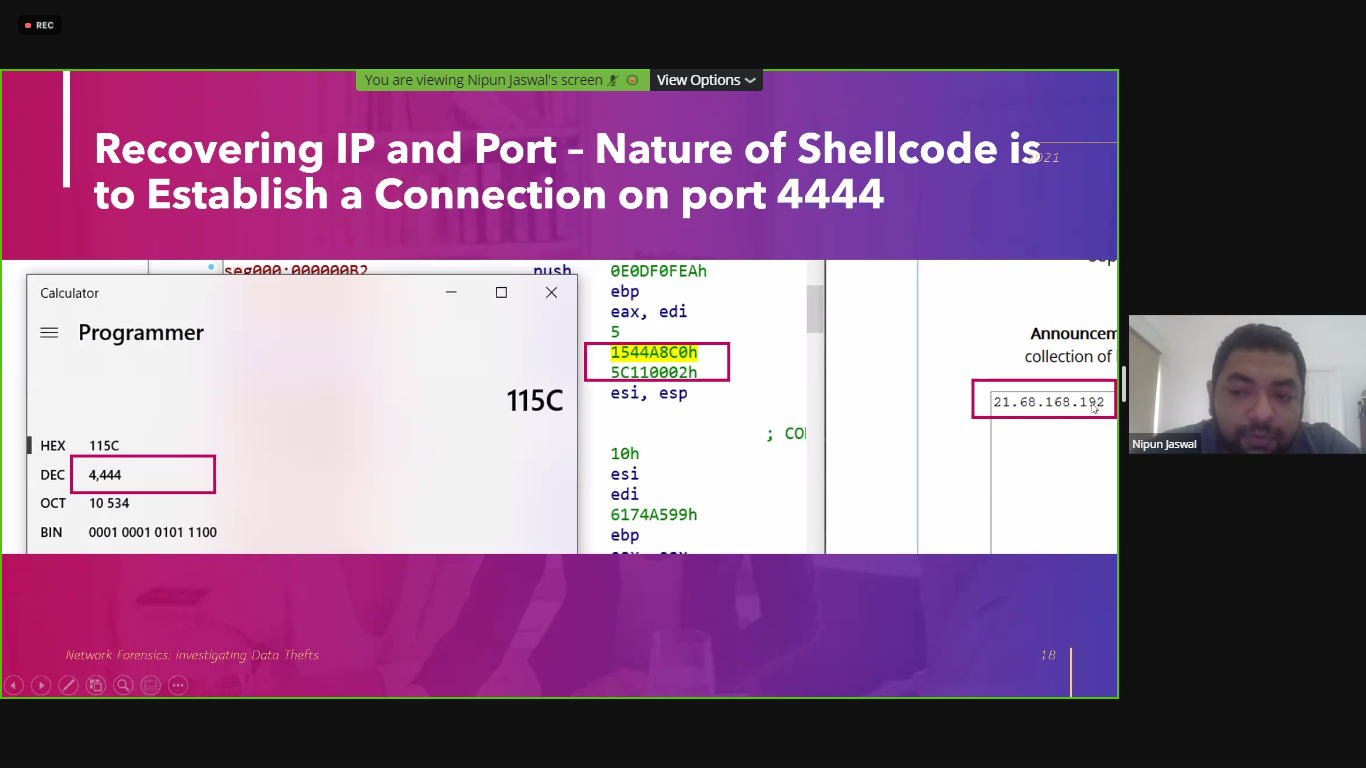 REC
You are viewing Nipun Jaswal's screen
View Options
Recovering IP and Port – Nature of Shellcode is
to Establish a Connection on port 4444
2021
seg000:000000B2
push
Calculator
Programmer
115C
HEX 115C
DEC 4,444
OCT 10 534
BIN 0001 0001 0101 1100
0E0DF0FEAh
ebp
eax, edi
5
1544A8C0h
5C110002h
esi, esp
; CO
10h
esi
edi
6174A599h
ebp
Announcem
collection of
21.68.168.192
Nipun Jaswal
Network Forensics: Investigating Data Thefts
18